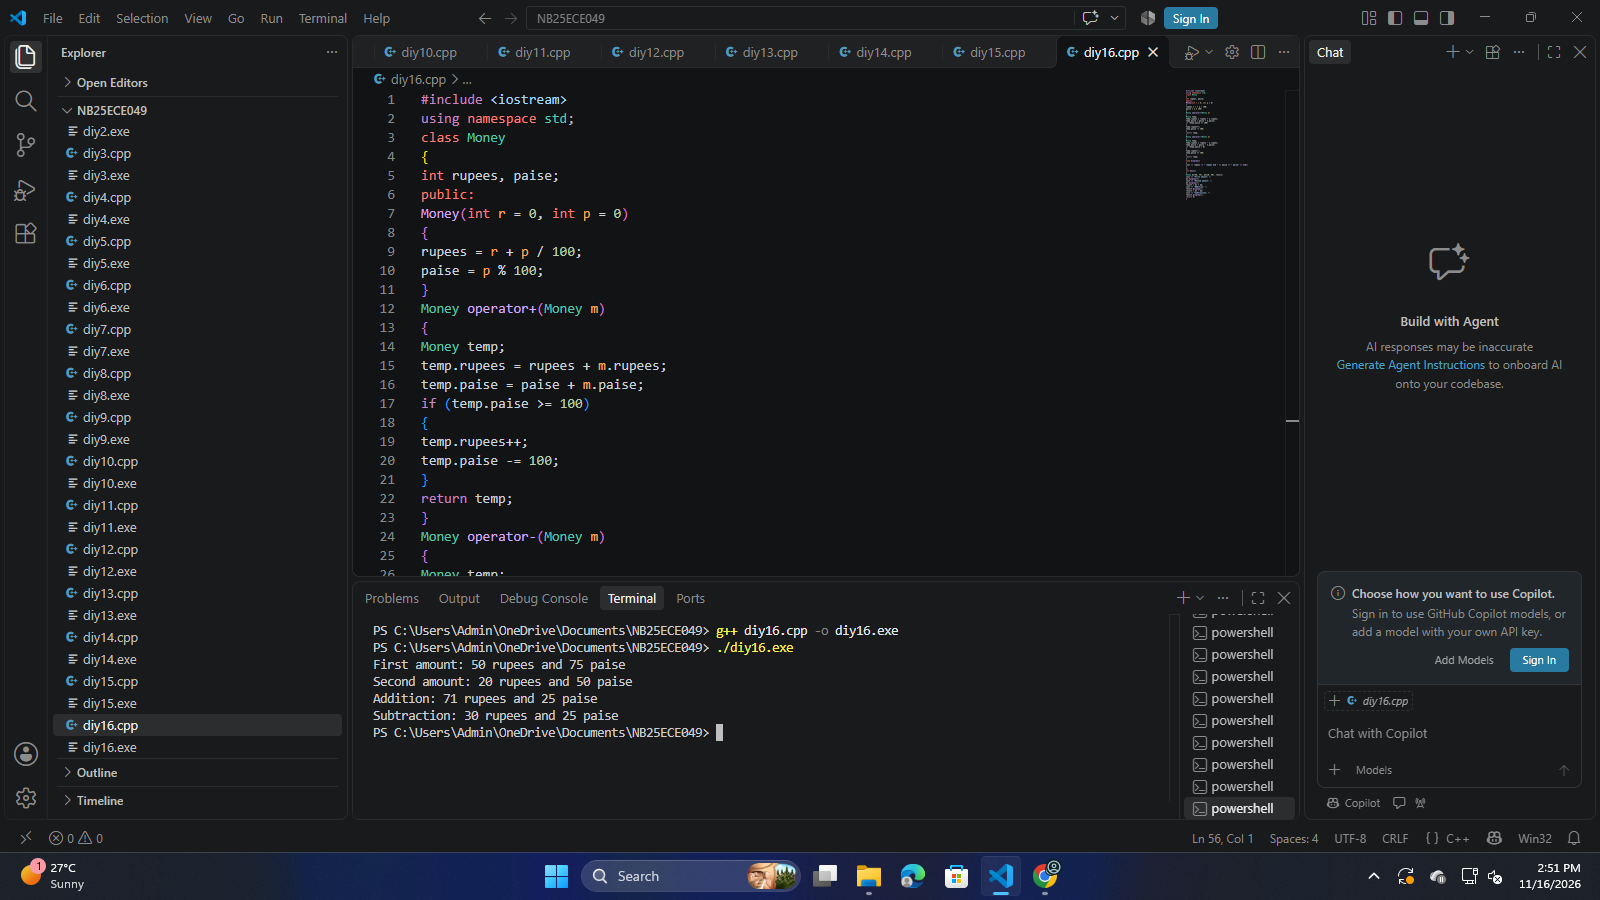 File Edit Selection View Go Run Terminal Help
NB25ECE049
Sign In
Explorer
Open Editors
NB25ECE049
diy2.exe
diy3.cpp
diy3.exe
diy4.cpp
diy4.exe
diy5.cpp
diy5.exe
diy6.cpp
diy6.exe
diy7.cpp
diy7.exe
diy8.cpp
diy8.exe
diy9.cpp
diy9.exe
diy10.cpp
diy10.exe
diy11.cpp
diy11.exe
diy12.cpp
diy12.exe
diy13.cpp
diy13.exe
diy14.cpp
diy14.exe
diy15.cpp
diy15.exe
diy16.cpp
diy16.exe
Outline
Timeline
diy10.cpp diy11.cpp diy12.cpp diy13.cpp diy14.cpp diy15.cpp diy16.cpp
diy16.cpp > ...
1 #include <iostream>
2 using namespace std;
3 class Money
4 {
5 int rupees, paise;
6 public:
7 Money(int r = 0, int p = 0)
8 {
9 rupees = r + p / 100;
10 paise = p % 100;
11 }
12 Money operator+(Money m)
13 {
14 Money temp;
15 temp.rupees = rupees + m.rupees;
16 temp.paise = paise + m.paise;
17 if (temp.paise >= 100)
18 {
19 temp.rupees++;
20 temp.paise -= 100;
21 }
22 return temp;
23 }
24 Money operator-(Money m)
25 {
26 Money temp;
Problems Output Debug Console Terminal Ports
PS C:\Users\Admin\OneDrive\Documents\NB25ECE049> g++ diy16.cpp -o diy16.exe
PS C:\Users\Admin\OneDrive\Documents\NB25ECE049> ./diy16.exe
First amount: 50 rupees and 75 paise
Second amount: 20 rupees and 50 paise
Addition: 71 rupees and 25 paise
Subtraction: 30 rupees and 25 paise
PS C:\Users\Admin\OneDrive\Documents\NB25ECE049>
powershell
powershell
powershell
powershell
powershell
powershell
powershell
powershell
powershell
Chat
Build with Agent
AI responses may be inaccurate
Generate Agent Instructions to onboard AI
onto your codebase.
Choose how you want to use Copilot.
Sign in to use GitHub Copilot models, or
add a model with your own API key.
Add Models Sign In
diy16.cpp
Chat with Copilot
Models
Copilot
0 0
Ln 56, Col 1 Spaces: 4 UTF-8 CRLF {} C++ Win32
1
27°C
Sunny
Search
2:51 PM
11/16/2026